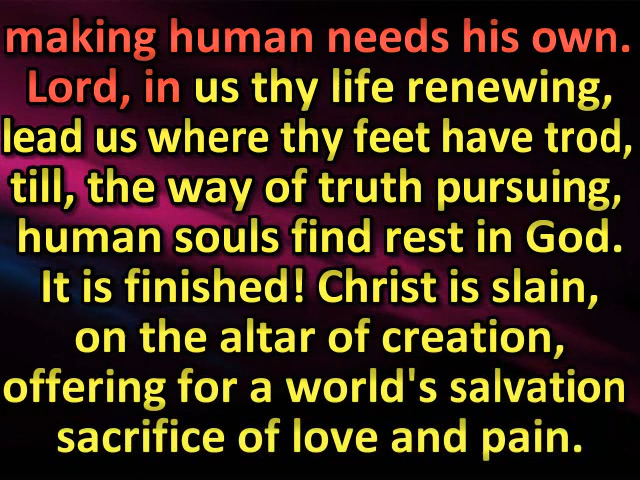 making human needs his own.
Lord, in us thy life renewing,
lead us where thy feet have trod,
till, the way of truth pursuing,
human souls find rest in God.
It is finished! Christ is slain,
on the altar of creation,
offering for a world's salvation
sacrifice of love and pain.